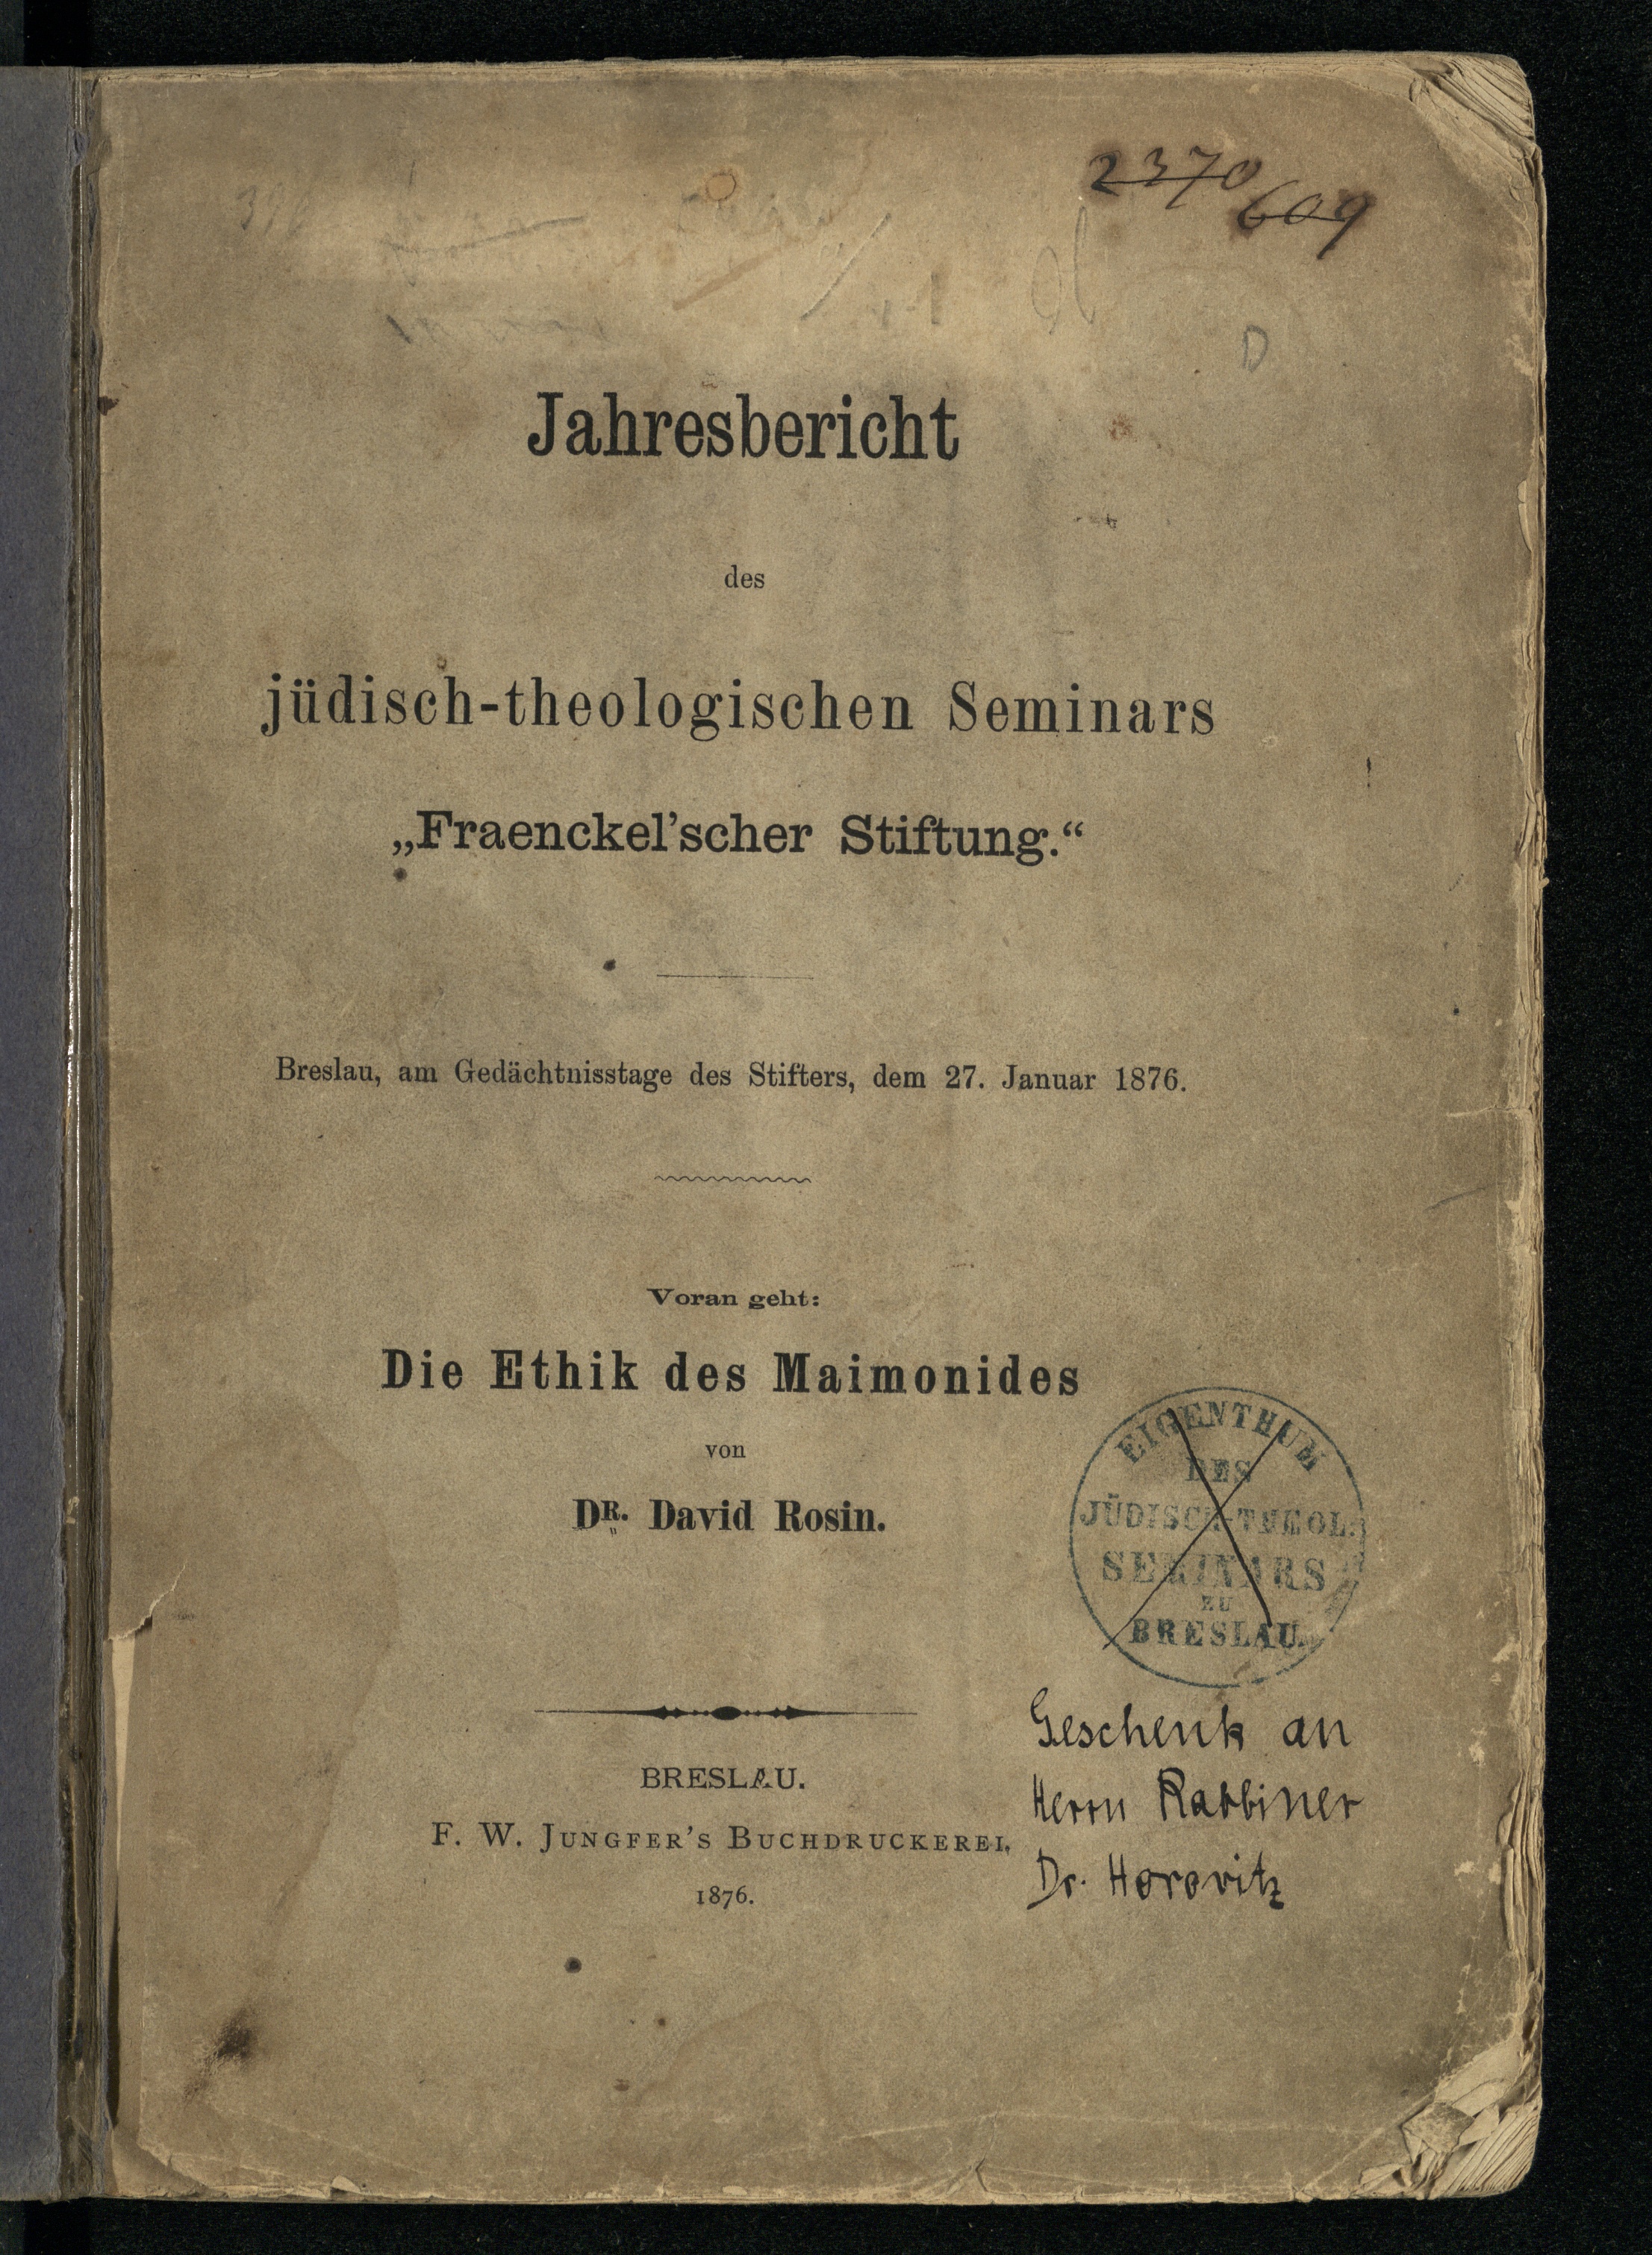 2370
609
D
Jahresbericht
des
jüdisch-theologischen Seminars
„Fraenckel'scher Stiftung.“
Breslau, am Gedächtnisstage des Stifters, dem 27. Januar 1876.
Voran geht:
Die Ethik des Maimonides
von
DR. David Rosin.
EIGENTHUM
DES
JÜDISCH-THEOL.
SEMINARS
ZU
BRESLAU.
BRESLAU.
F. W. JUNGFER'S BUCHDRUCKEREI.
1876.
Geschenk an
Herrn Rabbiner
Dr. Horovitz